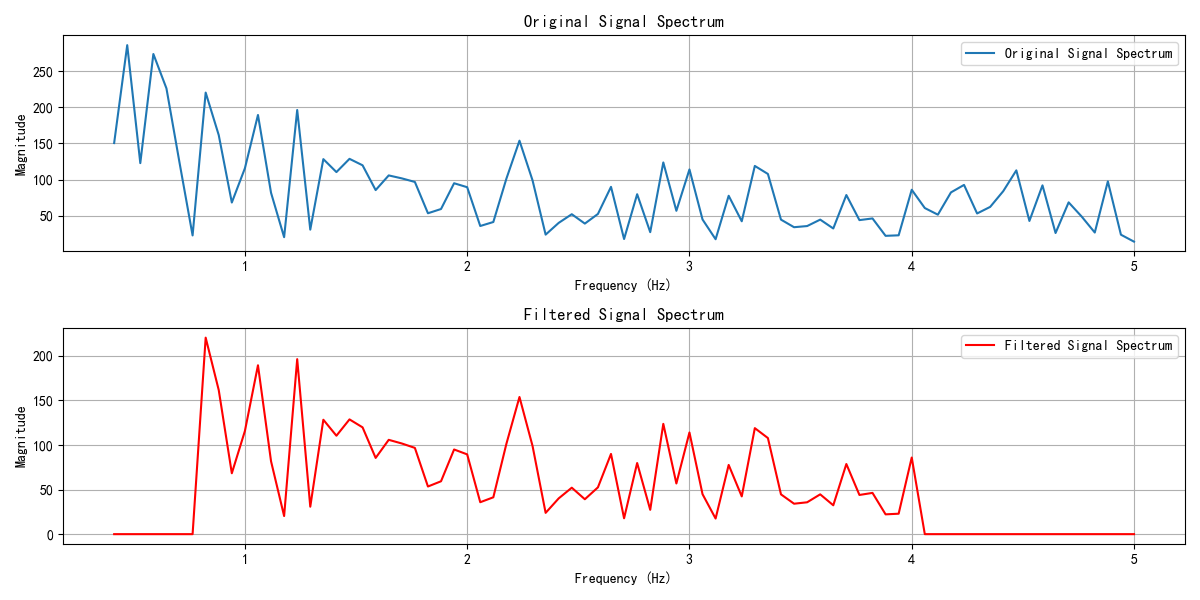 Original Signal Spectrum
Original Signal Spectrum
Magnitude
250
200
150
100
50
1 2 3 4 5
Frequency (Hz)
Filtered Signal Spectrum
Filtered Signal Spectrum
Magnitude
200
150
100
50
0
1 2 3 4 5
Frequency (Hz)